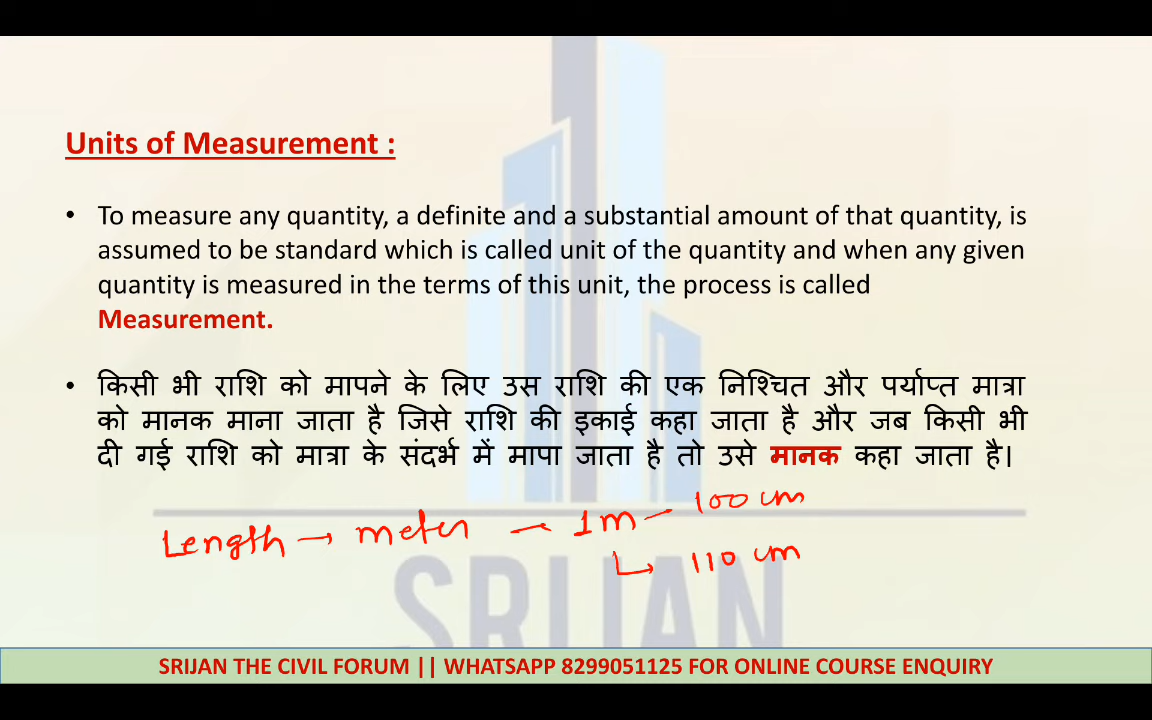 Units of Measurement :
• To measure any quantity, a definite and a substantial amount of that quantity, is
assumed to be standard which is called unit of the quantity and when any given
quantity is measured in the terms of this unit, the process is called
Measurement.
• किसी भी राशि को मापने के लिए उस राशि की एक निश्चित और पर्याप्त मात्रा
को मानक माना जाता है जिसे राशि की इकाई कहा जाता है और जब किसी भी
दी गई राशि को मात्रा के संदर्भ में मापा जाता है तो उसे मानक कहा जाता है।
Length → meter — 1m — 100 cm
↳ 110 cm
SRIJAN
SRIJAN THE CIVIL FORUM || WHATSAPP 8299051125 FOR ONLINE COURSE ENQUIRY